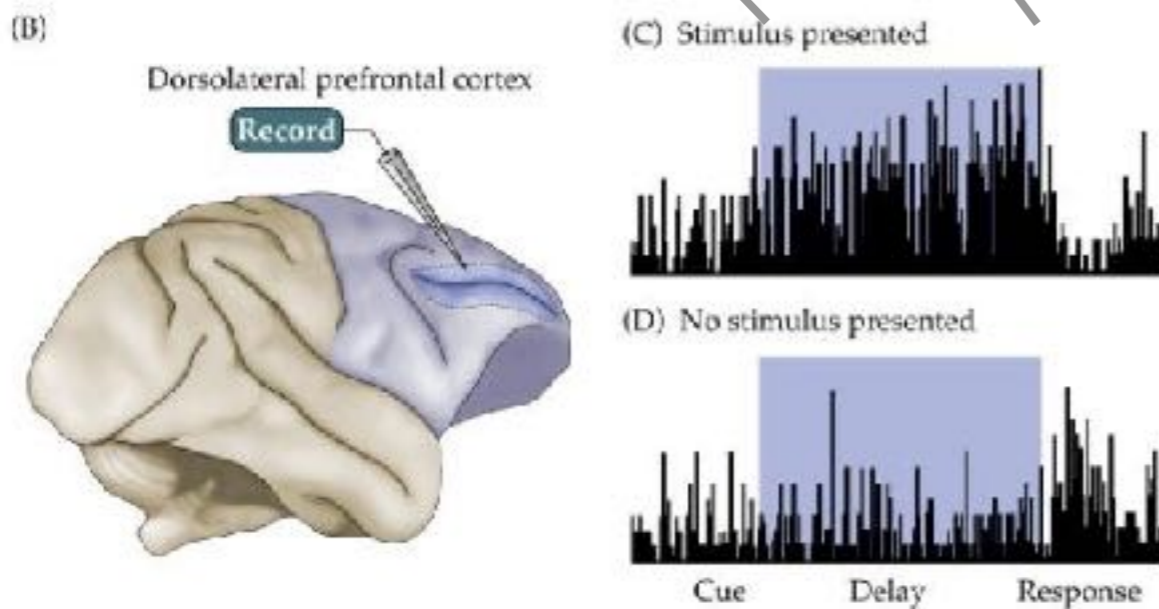 (B)
Dorsolateral prefrontal cortex
Record
(C) Stimulus presented
(D) No stimulus presented
Cue Delay Response